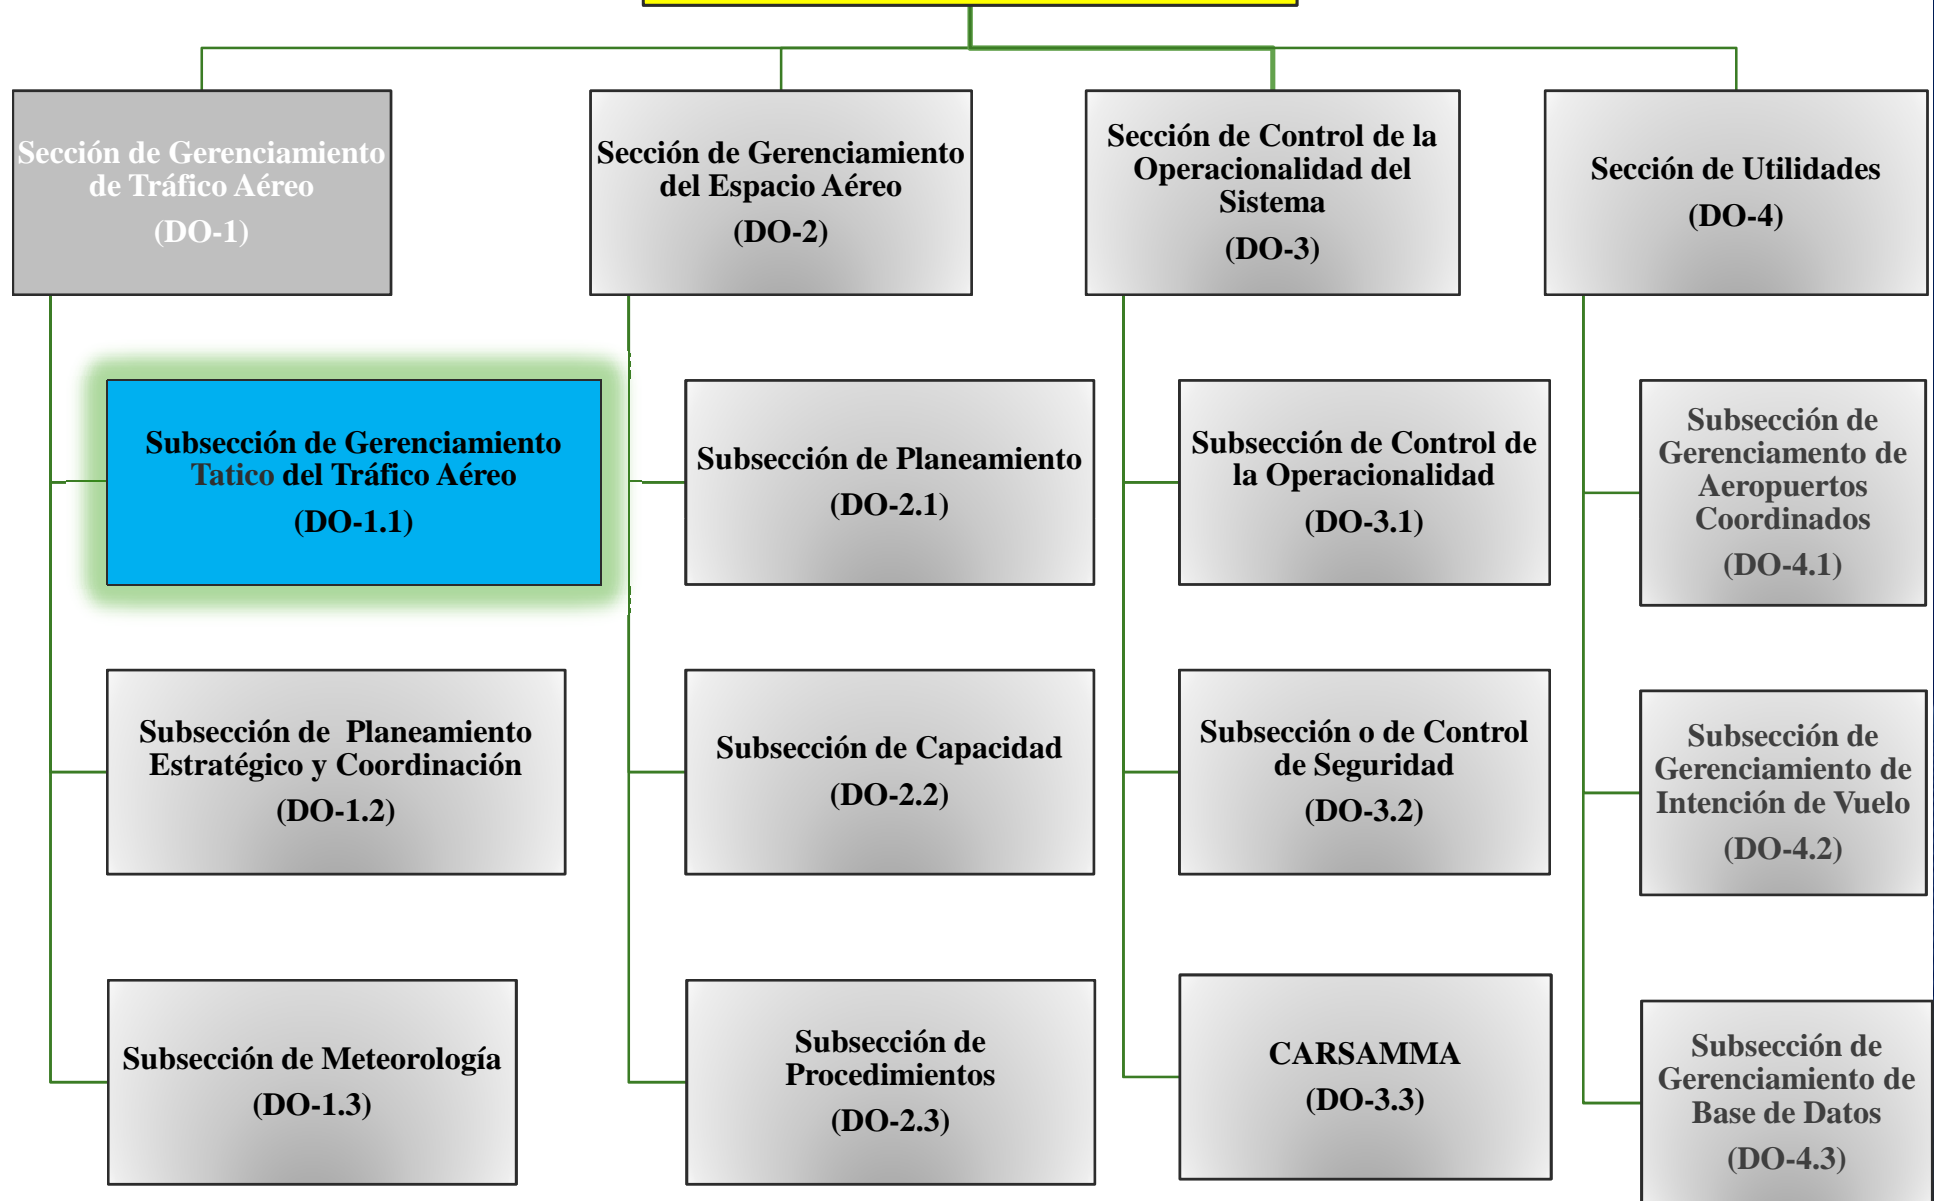 Sección de Gerenciamiento
de Tráfico Aéreo
(DO-1)
Sección de Gerenciamiento
del Espacio Aéreo
(DO-2)
Sección de Control de la
Operacionalidad del
Sistema
(DO-3)
Sección de Utilidades
(DO-4)
Subsección de Gerenciamiento
Tatico del Tráfico Aéreo
(DO-1.1)
Subsección de Planeamiento
(DO-2.1)
Subsección de Control de
la Operacionalidad
(DO-3.1)
Subsección de
Gerenciamento de
Aeropuertos
Coordinados
(DO-4.1)
Subsección de  Planeamiento
Estratégico y Coordinación
(DO-1.2)
Subsección de Capacidad
(DO-2.2)
Subsección o de Control
de Seguridad
(DO-3.2)
Subsección de
Gerenciamiento de
Intención de Vuelo
(DO-4.2)
Subsección de Meteorología
(DO-1.3)
Subsección de
Procedimientos
(DO-2.3)
CARSAMMA
(DO-3.3)
Subsección de
Gerenciamiento de
Base de Datos
(DO-4.3)